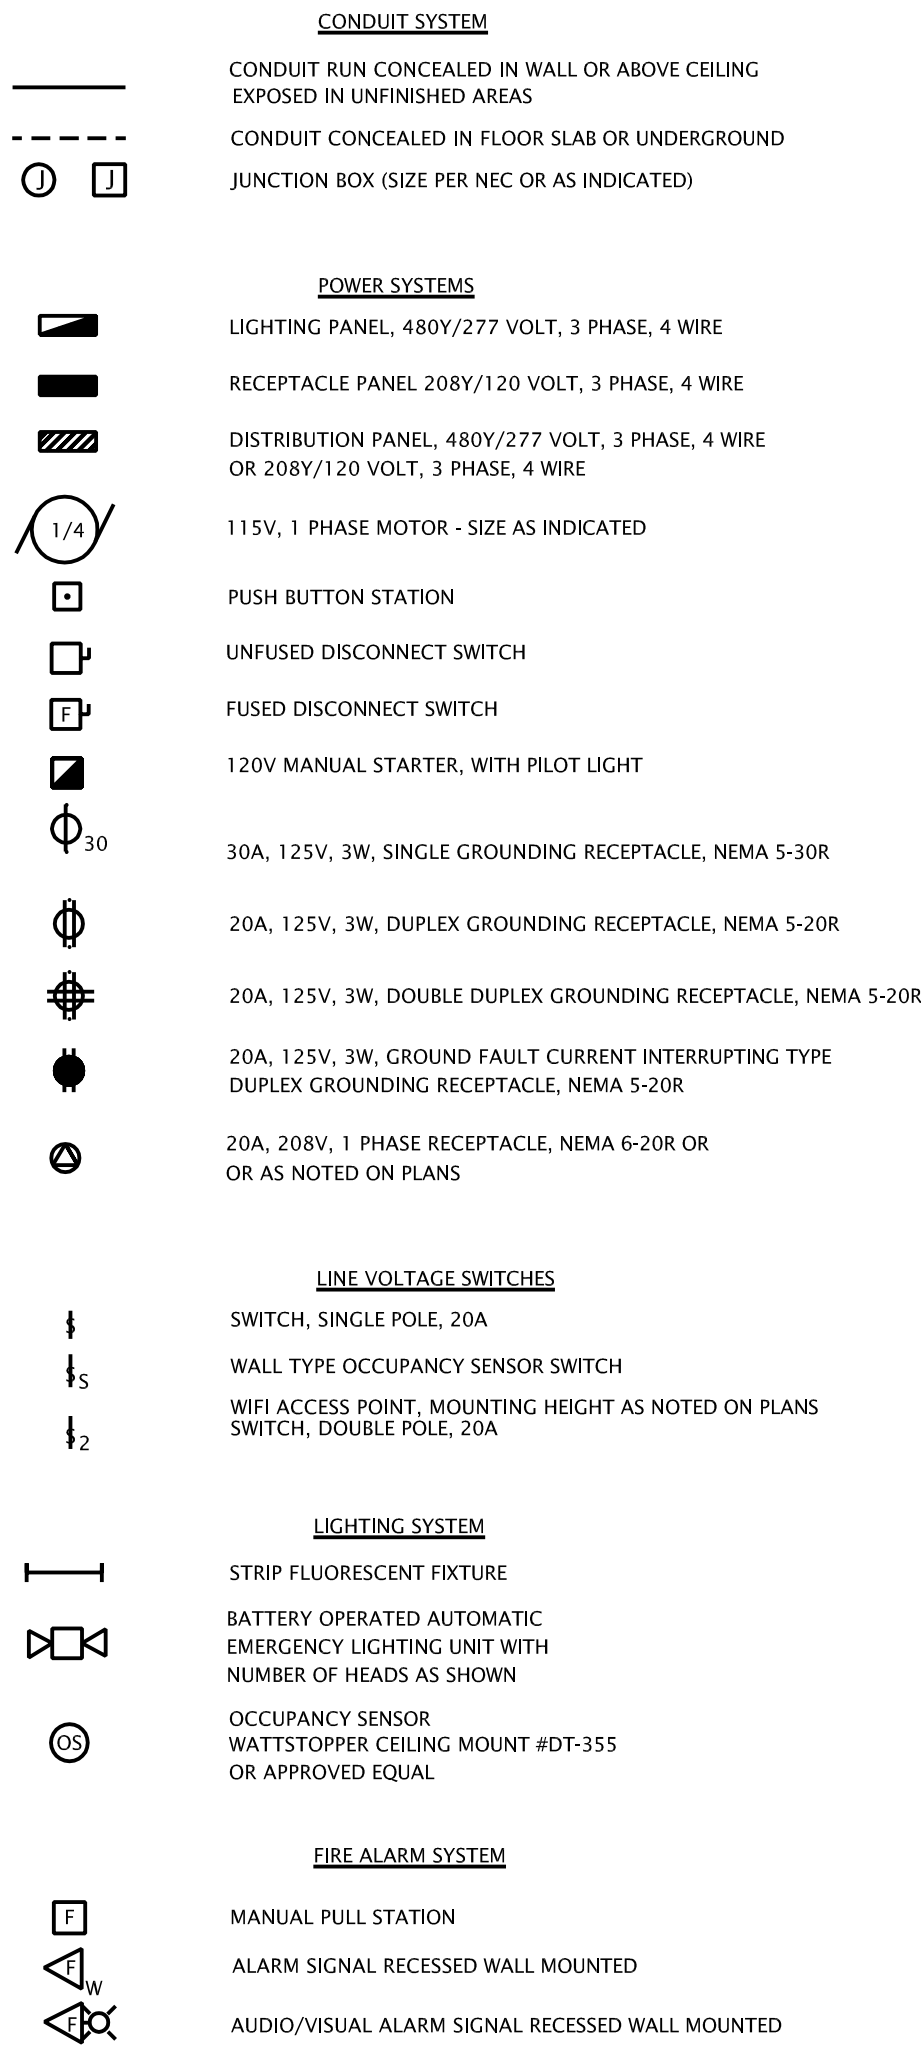 CONDUIT SYSTEM
CONDUIT RUN CONCEALED IN WALL OR ABOVE CEILING
EXPOSED IN UNFINISHED AREAS
CONDUIT CONCEALED IN FLOOR SLAB OR UNDERGROUND
J J JUNCTION BOX (SIZE PER NEC OR AS INDICATED)
POWER SYSTEMS
LIGHTING PANEL, 480Y/277 VOLT, 3 PHASE, 4 WIRE
RECEPTACLE PANEL 208Y/120 VOLT, 3 PHASE, 4 WIRE
DISTRIBUTION PANEL, 480Y/277 VOLT, 3 PHASE, 4 WIRE
OR 208Y/120 VOLT, 3 PHASE, 4 WIRE
1/4 115V, 1 PHASE MOTOR - SIZE AS INDICATED
PUSH BUTTON STATION
UNFUSED DISCONNECT SWITCH
F FUSED DISCONNECT SWITCH
120V MANUAL STARTER, WITH PILOT LIGHT
30
30A, 125V, 3W, SINGLE GROUNDING RECEPTACLE, NEMA 5-30R
20A, 125V, 3W, DUPLEX GROUNDING RECEPTACLE, NEMA 5-20R
20A, 125V, 3W, DOUBLE DUPLEX GROUNDING RECEPTACLE, NEMA 5-20R
20A, 125V, 3W, GROUND FAULT CURRENT INTERRUPTING TYPE
DUPLEX GROUNDING RECEPTACLE, NEMA 5-20R
20A, 208V, 1 PHASE RECEPTACLE, NEMA 6-20R OR
OR AS NOTED ON PLANS
LINE VOLTAGE SWITCHES
S SWITCH, SINGLE POLE, 20A
S S WALL TYPE OCCUPANCY SENSOR SWITCH
WIFI ACCESS POINT, MOUNTING HEIGHT AS NOTED ON PLANS
S 2 SWITCH, DOUBLE POLE, 20A
LIGHTING SYSTEM
STRIP FLUORESCENT FIXTURE
BATTERY OPERATED AUTOMATIC
EMERGENCY LIGHTING UNIT WITH
NUMBER OF HEADS AS SHOWN
OCCUPANCY SENSOR
OS WATTSTOPPER CEILING MOUNT #DT-355
OR APPROVED EQUAL
FIRE ALARM SYSTEM
F MANUAL PULL STATION
F W ALARM SIGNAL RECESSED WALL MOUNTED
F AUDIO/VISUAL ALARM SIGNAL RECESSED WALL MOUNTED